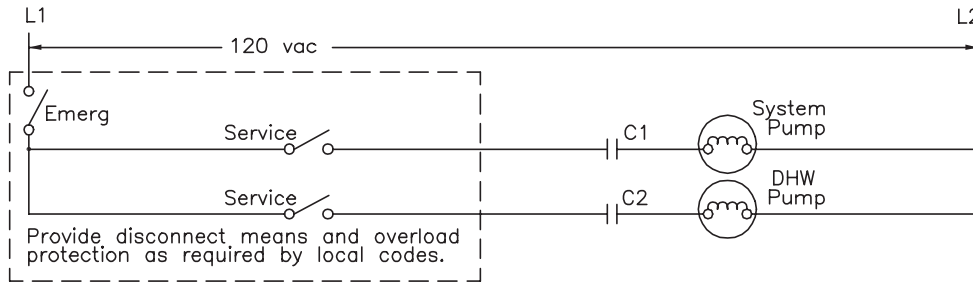 L1
L2
120 vac
Emerg
System
Pump
Service
C1
DHW
Pump
Service
C2
Provide disconnect means and overload
protection as required by local codes.